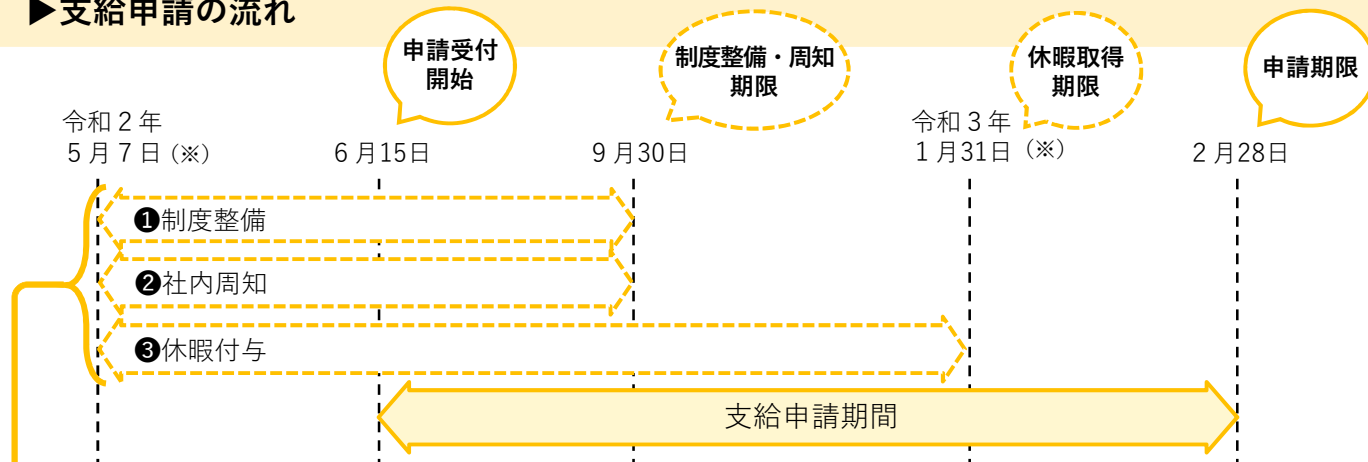 ▶支給申請の流れ
申請受付
開始
制度整備・周知
期限
休暇取得
期限
申請期限
令和２年
５月７日（※）
６月15日
９月30日
令和３年
１月31日（※）
２月28日
❶制度整備
❷社内周知
❸休暇付与
支給申請期間